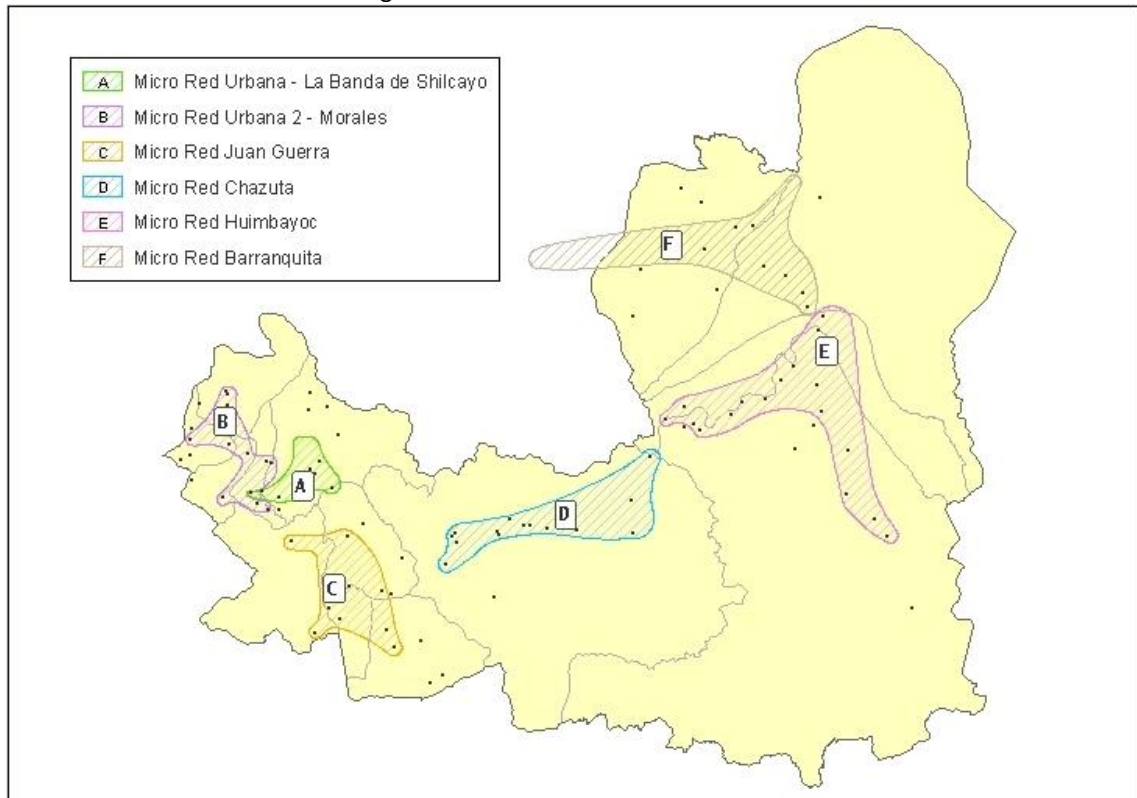 A Micro Red Urbana - La Banda de Shilcayo
B Micro Red Urbana 2 - Morales
C Micro Red Juan Guerra
D Micro Red Chazuta
E Micro Red Huimbayoc
F Micro Red Barranquita
F
E
B
A
D
C